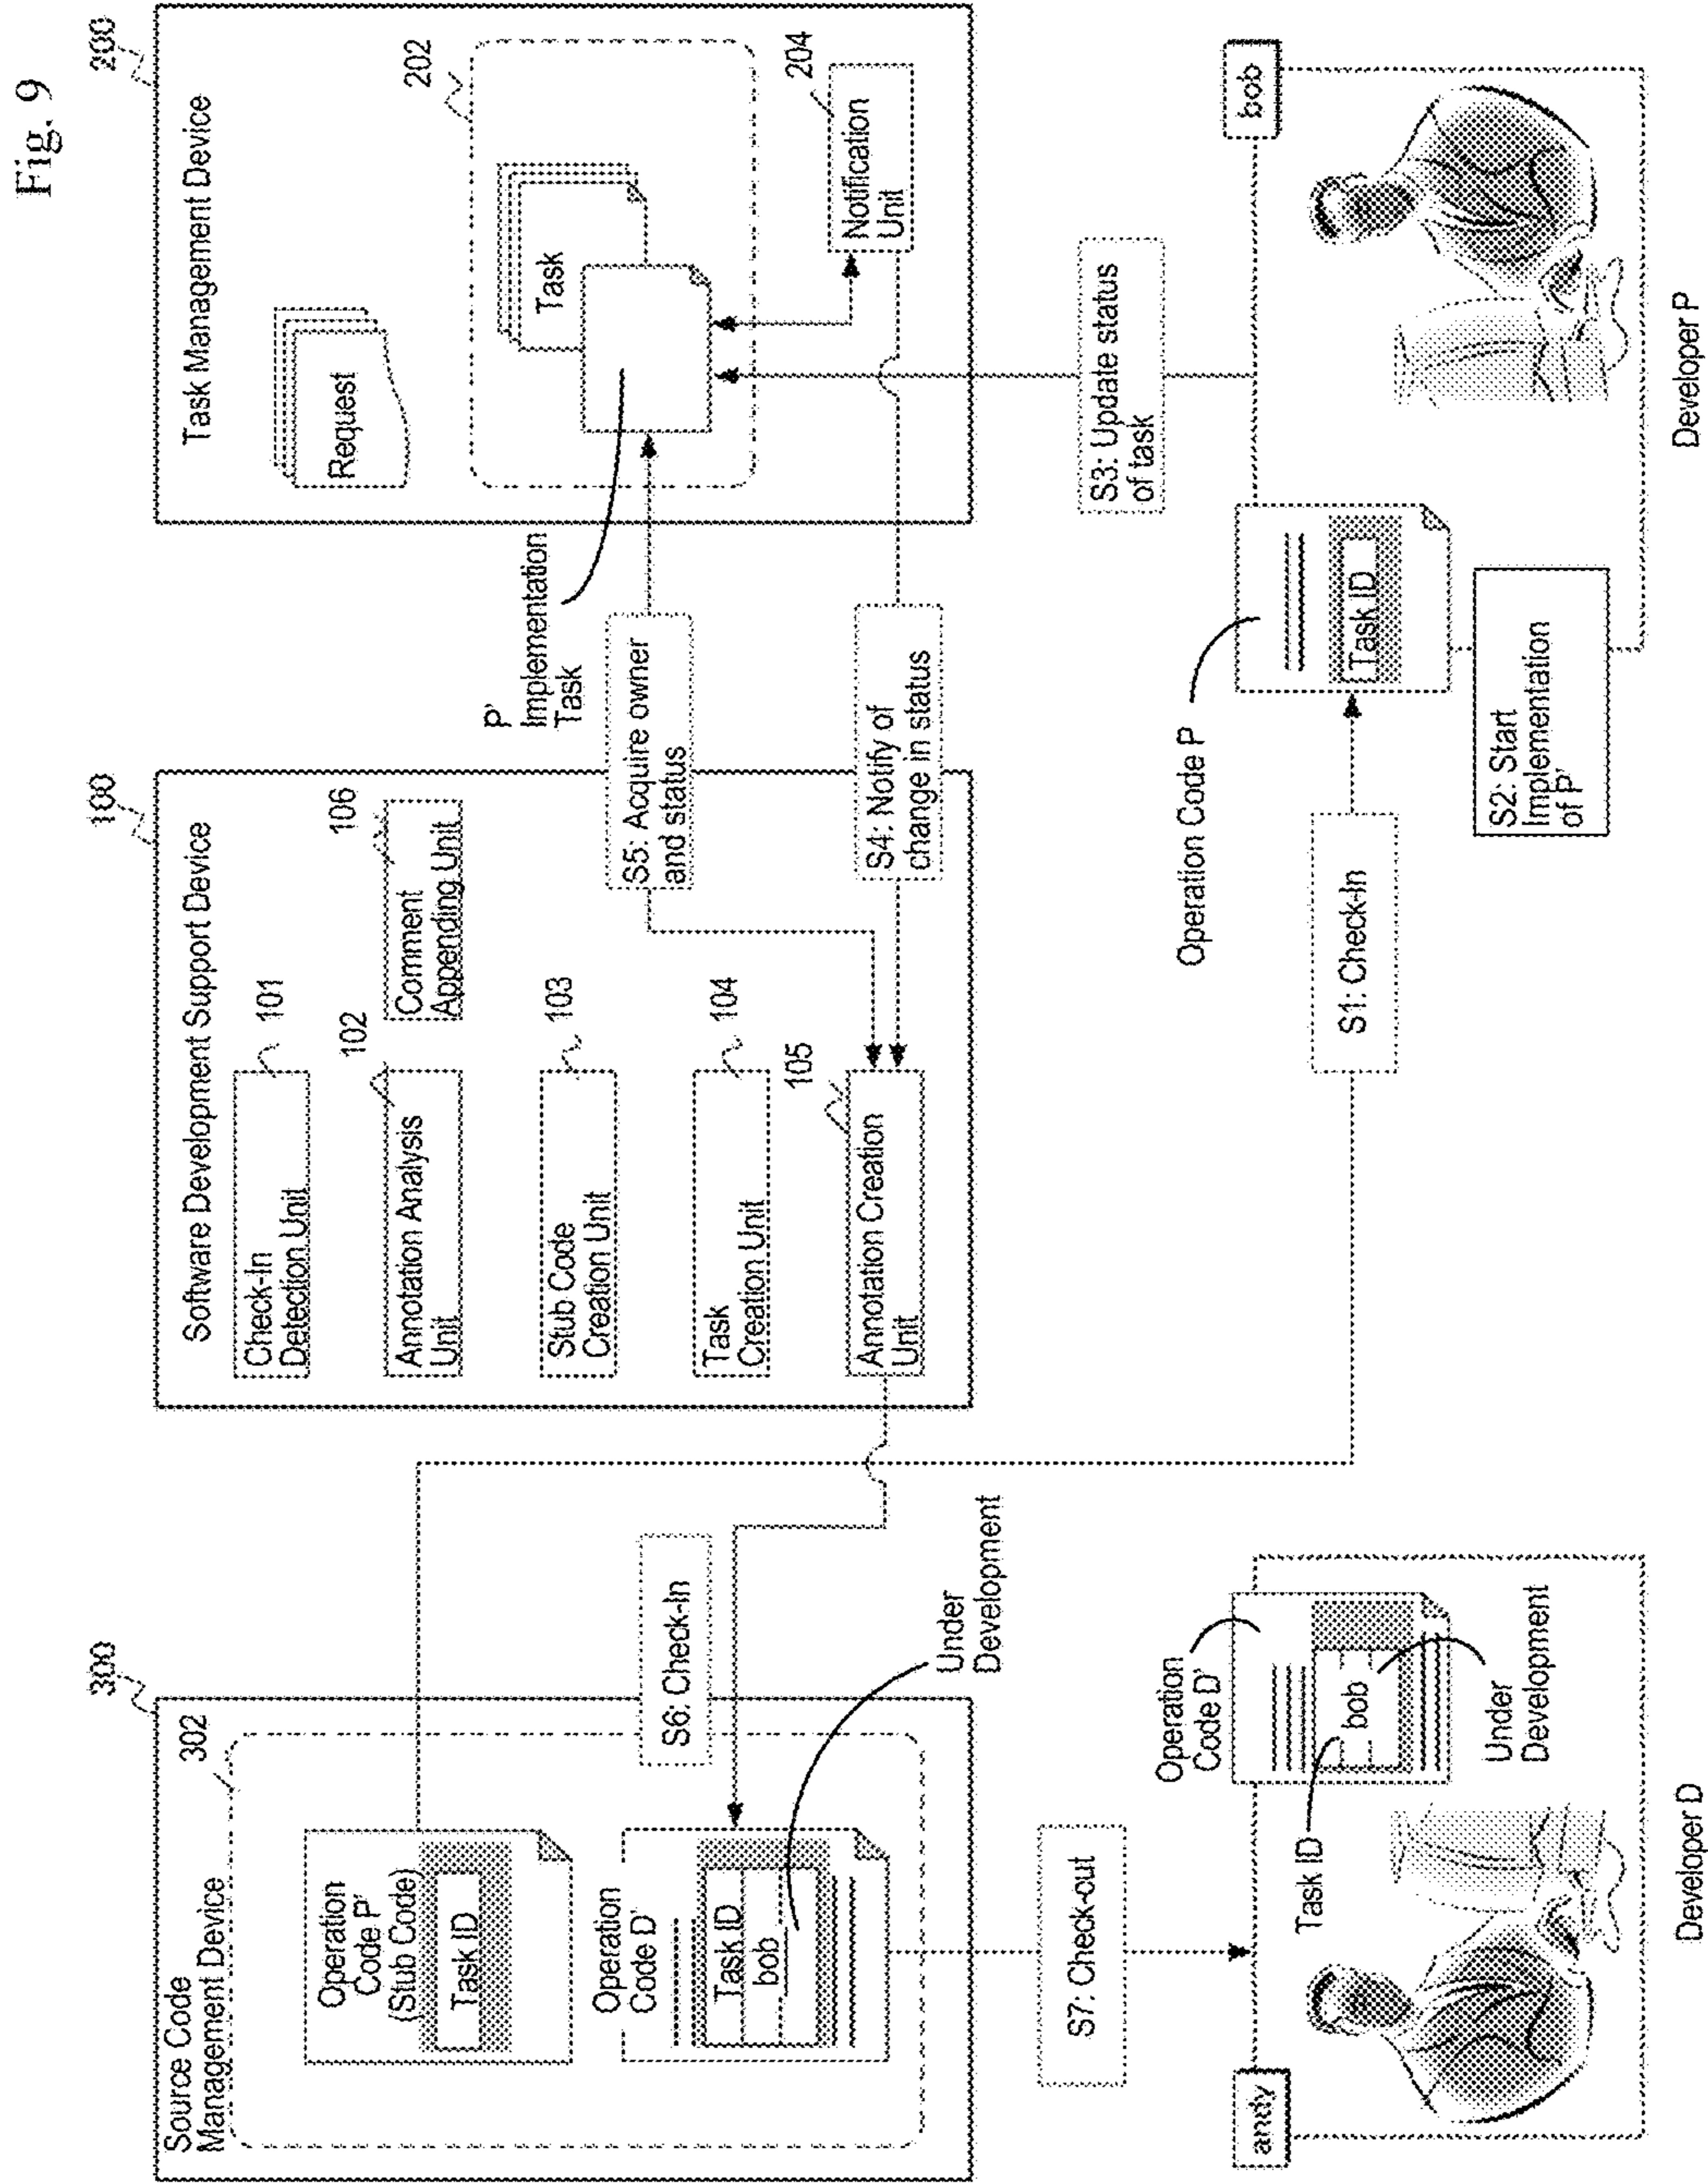 Fig. 9
300
Source Code
Management Device
302
Operation
Code P'
(Stub Code)
Task ID
Operation
Code D'
Task ID
bob
Under
Development
S6: Check-In
S7: Check-out
100
Software Development Support Device
Check-In
Detection Unit
101
Annotation Analysis
Unit
102
Comment
Appending Unit
106
Stub Code
Creation Unit
103
Task
Creation Unit
104
Annotation Creation
Unit
105
S5: Acquire owner
and status
S4: Notify of
change in status
P'
Implementation
Task
200
Task Management Device
Request
202
Task
Notification
Unit
204
S3: Update status
of task
S1: Check-In
Operation Code P
Task ID
S2: Start
Implementation
of P'
bob
Developer P
andy
Operation
Code D'
Task ID
bob
Under
Development
Developer D